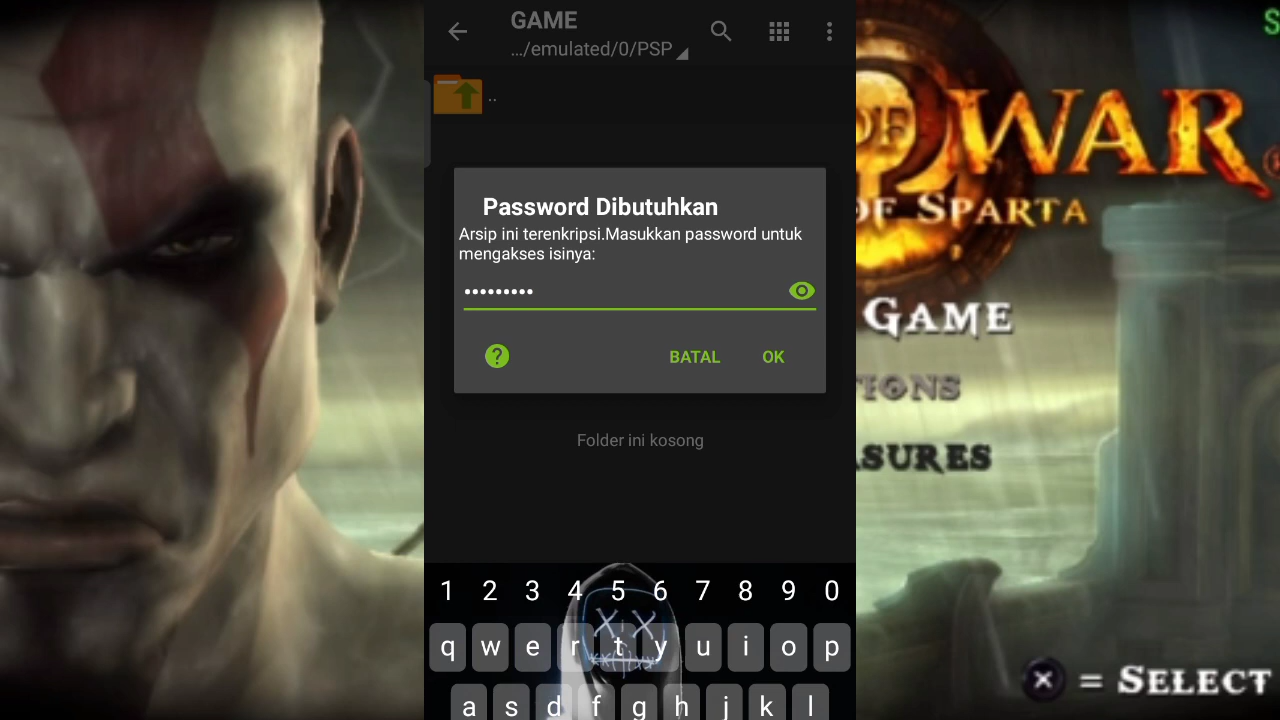 GAME
.../emulated/0/PSP
..
Password Dibutuhkan
Arsip ini terenkripsi.Masukkan password untuk
mengakses isinya:
•••••••••
BATAL OK
Folder ini kosong
1 2 3 4 5 6 7 8 9 0
q w e r t y u i o p
a s d f g h j k l
S
OF
WAR
OF SPARTA
GAME
TIONS
ASURES
= SELECT